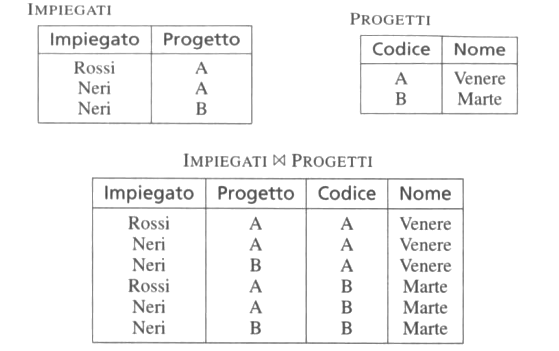 IMPIEGATI
Impiegato Progetto
Rossi A
Neri A
Neri B
PROGETTI
Codice Nome
A Venere
B Marte
IMPIEGATI ⋈ PROGETTI
Impiegato Progetto Codice Nome
Rossi A A Venere
Neri A A Venere
Neri B A Venere
Rossi A B Marte
Neri A B Marte
Neri B B Marte